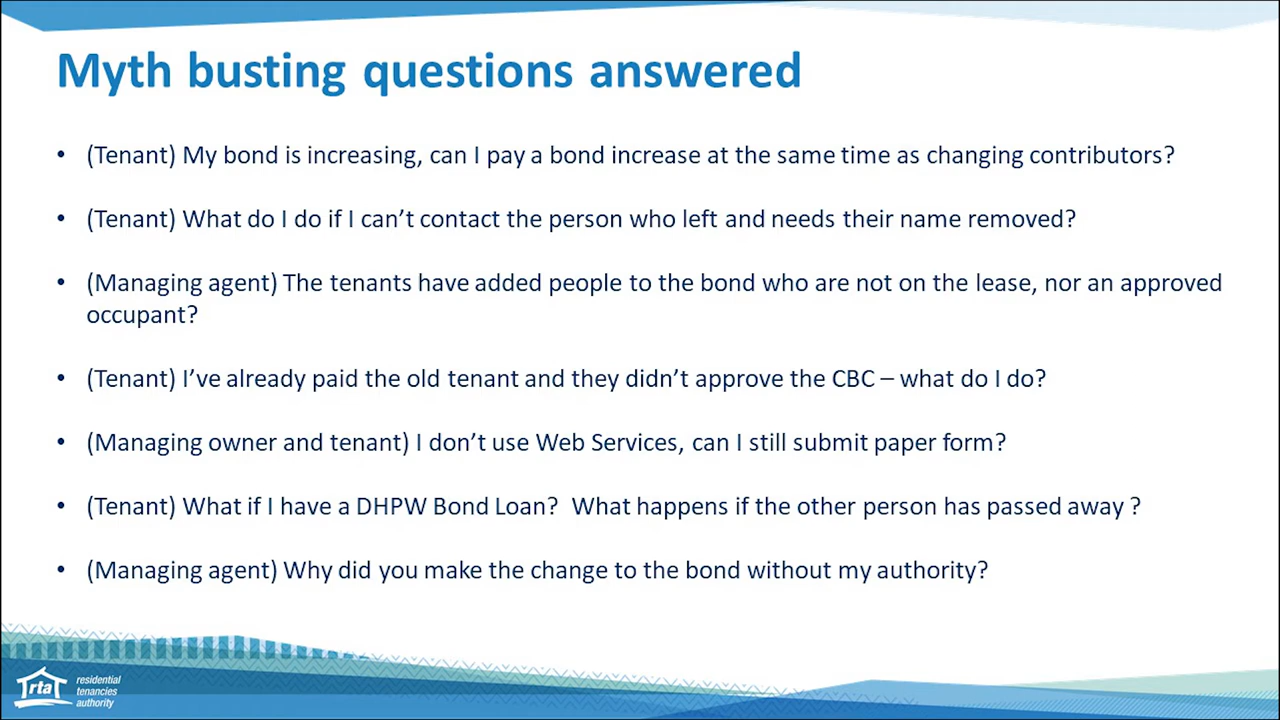 Myth busting questions answered
• (Tenant) My bond is increasing, can I pay a bond increase at the same time as changing contributors?
• (Tenant) What do I do if I can’t contact the person who left and needs their name removed?
• (Managing agent) The tenants have added people to the bond who are not on the lease, nor an approved
occupant?
• (Tenant) I’ve already paid the old tenant and they didn’t approve the CBC – what do I do?
• (Managing owner and tenant) I don’t use Web Services, can I still submit paper form?
• (Tenant) What if I have a DHPW Bond Loan?  What happens if the other person has passed away ?
• (Managing agent) Why did you make the change to the bond without my authority?
rta
residential
tenancies
authority